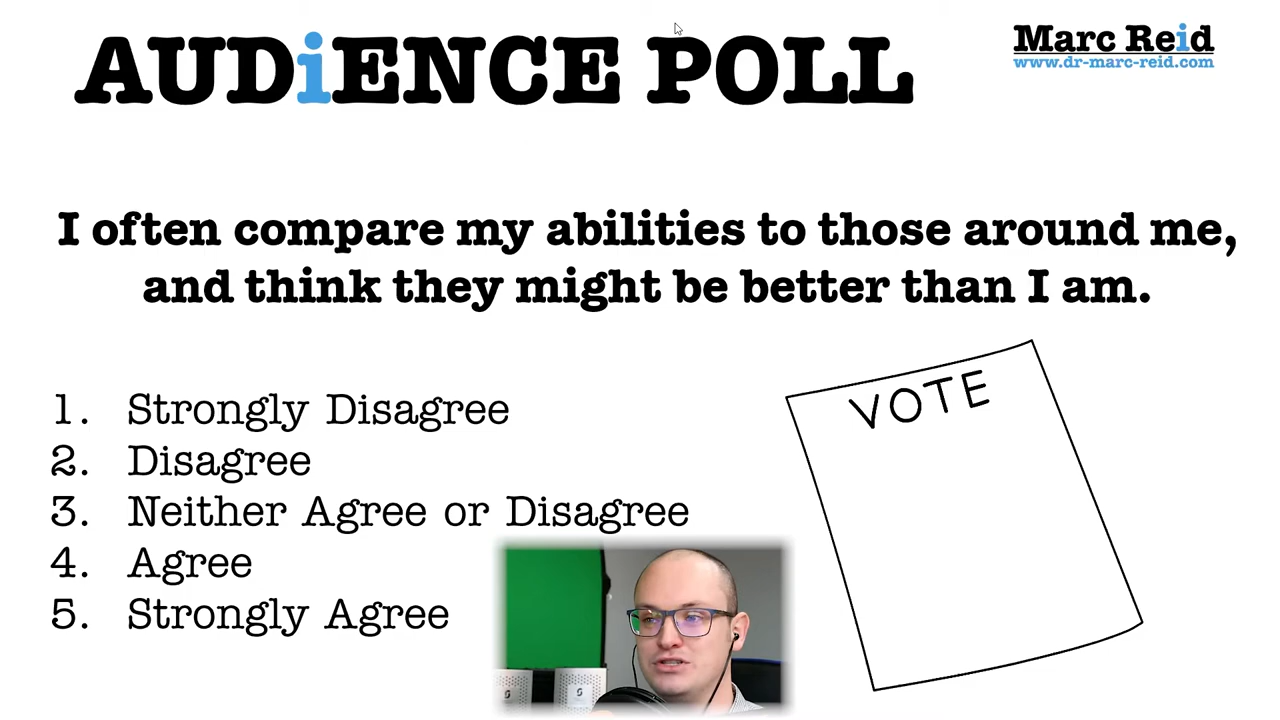 AUDiENCE POLL
Marc Reid
www.dr-marc-reid.com
I often compare my abilities to those around me,
and think they might be better than I am.
1. Strongly Disagree
2. Disagree
3. Neither Agree or Disagree
4. Agree
5. Strongly Agree
VOTE